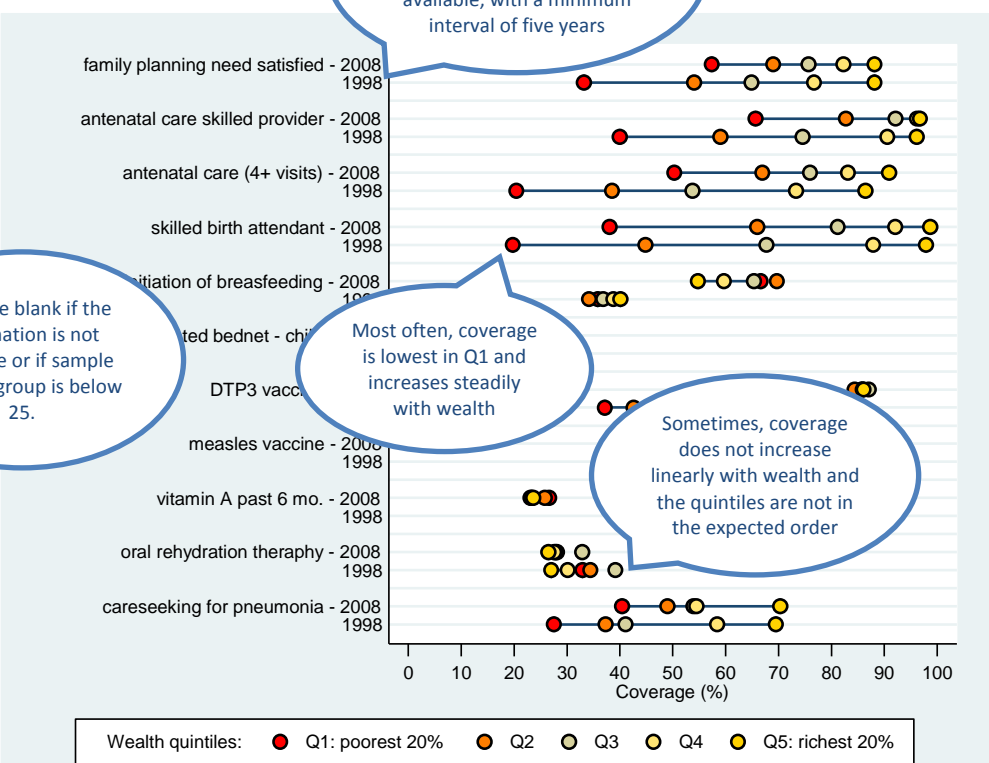 available, with a minimum
interval of five years
family planning need satisfied - 2008
1998
antenatal care skilled provider - 2008
1998
antenatal care (4+ visits) - 2008
1998
skilled birth attendant - 2008
1998
itiation of breasfeeding - 2008
ted bednet - chi
DTP3 vacc
measles vaccine - 2008
1998
vitamin A past 6 mo. - 2008
1998
oral rehydration theraphy - 2008
1998
careseeking for pneumonia - 2008
1998
e blank if the
ation is not
e or if sample
group is below
25.
Most often, coverage
is lowest in Q1 and
increases steadily
with wealth
Sometimes, coverage
does not increase
linearly with wealth and
the quintiles are not in
the expected order
0 10 20 30 40 50 60 70 80 90 100
Coverage (%)
Wealth quintiles: Q1: poorest 20% Q2 Q3 Q4 Q5: richest 20%